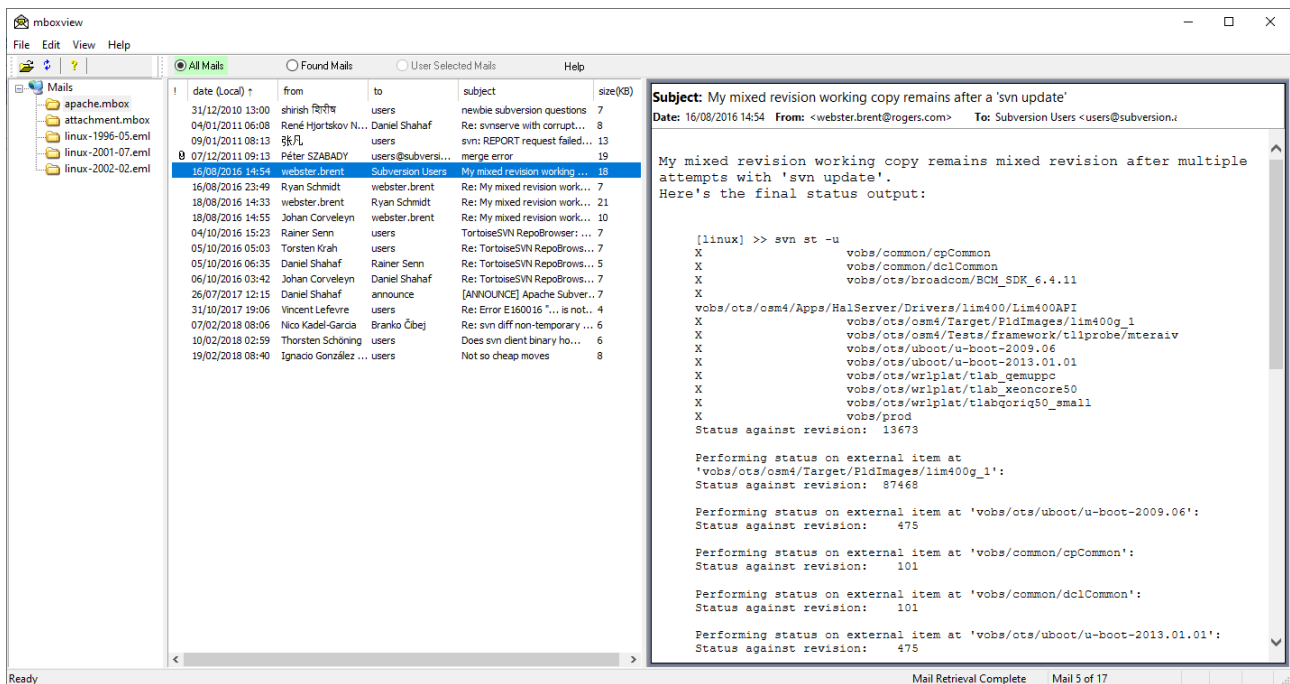 mboxview
File Edit View Help
All Mails Found Mails User Selected Mails Help
Mails
apache.mbox
attachment.mbox
linux-1996-05.eml
linux-2001-07.eml
linux-2002-02.eml
! date (Local) ↑ from to subject size(KB)
31/12/2010 13:00 shirish शिरीष users newbie subversion questions 7
04/01/2011 06:08 René Hjortskov N... Daniel Shahaf Re: svnserve with corrupt... 8
09/01/2011 08:13 张凡 users svn: REPORT request failed... 13
07/12/2011 09:13 Péter SZABADY users@subversi... merge error 19
16/08/2016 14:54 webster.brent Subversion Users My mixed revision working ... 18
16/08/2016 23:49 Ryan Schmidt webster.brent Re: My mixed revision work... 7
18/08/2016 14:33 webster.brent Ryan Schmidt Re: My mixed revision work... 21
18/08/2016 14:55 Johan Corveleyn webster.brent Re: My mixed revision work... 10
04/10/2016 15:23 Rainer Senn users TortoiseSVN RepoBrowser: ... 7
05/10/2016 05:03 Torsten Krah users Re: TortoiseSVN RepoBrows... 7
05/10/2016 06:35 Daniel Shahaf Rainer Senn Re: TortoiseSVN RepoBrows... 5
06/10/2016 03:42 Johan Corveleyn Daniel Shahaf Re: TortoiseSVN RepoBrows... 7
26/07/2017 12:15 Daniel Shahaf announce [ANNOUNCE] Apache Subver... 7
31/10/2017 19:06 Vincent Lefevre users Re: Error E160016 "... is not... 4
07/02/2018 08:06 Nico Kadel-Garcia Branko Čibej Re: svn diff non-temporary ... 6
10/02/2018 02:59 Thorsten Schöning users Does svn client binary ho... 6
19/02/2018 08:40 Ignacio González ... users Not so cheap moves 8
Subject: My mixed revision working copy remains after a 'svn update'
Date: 16/08/2016 14:54 From: <webster.brent@rogers.com> To: Subversion Users <users@subversion.a
My mixed revision working copy remains mixed revision after multiple
attempts with 'svn update'.
Here's the final status output:
[linux] >> svn st -u
X vobs/common/cpCommon
X vobs/common/dclCommon
X vobs/ots/broadcom/BCM_SDK_6.4.11
X
vobs/ots/osm4/Apps/HalServer/Drivers/lim400/Lim400API
X vobs/ots/osm4/Target/PldImages/lim400g_1
X vobs/ots/osm4/Tests/framework/tl1probe/mteraiv
X vobs/ots/uboot/u-boot-2009.06
X vobs/ots/uboot/u-boot-2013.01.01
X vobs/ots/wrlplat/tlab_qemuppc
X vobs/ots/wrlplat/tlab_xeoncore50
X vobs/ots/wrlplat/tlabqoriq50_small
X vobs/prod
Status against revision: 13673
Performing status on external item at
'vobs/ots/osm4/Target/PldImages/lim400g_1':
Status against revision: 87468
Performing status on external item at 'vobs/ots/uboot/u-boot-2009.06':
Status against revision: 475
Performing status on external item at 'vobs/common/cpCommon':
Status against revision: 101
Performing status on external item at 'vobs/common/dclCommon':
Status against revision: 101
Performing status on external item at 'vobs/ots/uboot/u-boot-2013.01.01':
Status against revision: 475
Ready Mail Retrieval Complete Mail 5 of 17